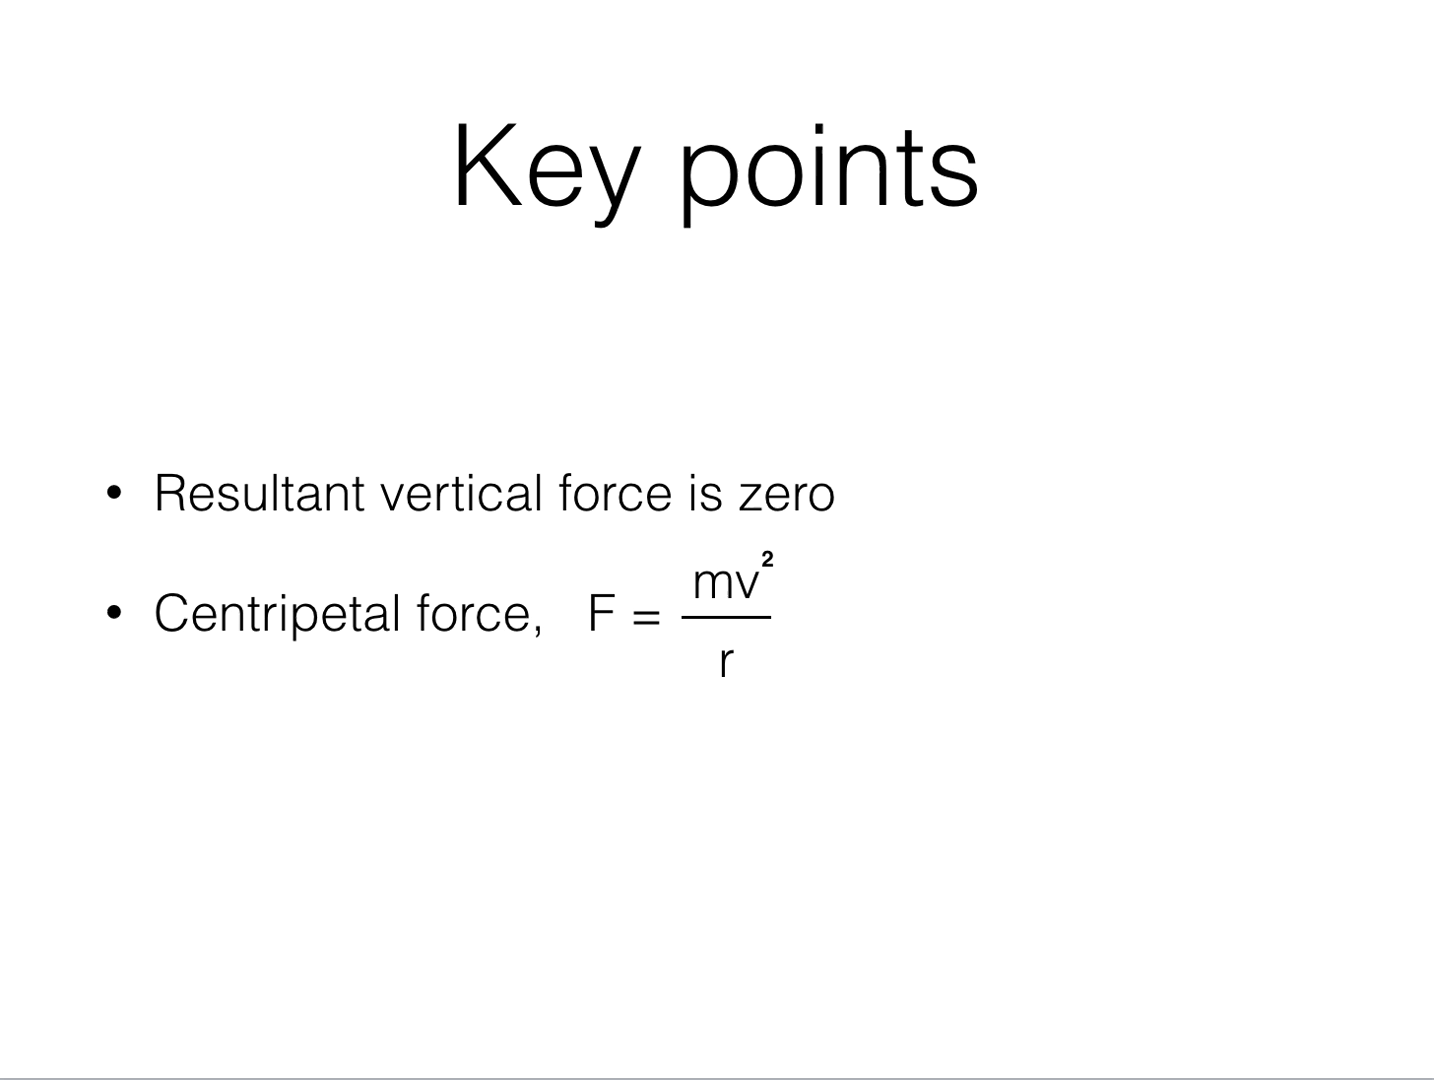 Key points
• Resultant vertical force is zero
• Centripetal force, F = mv²
r